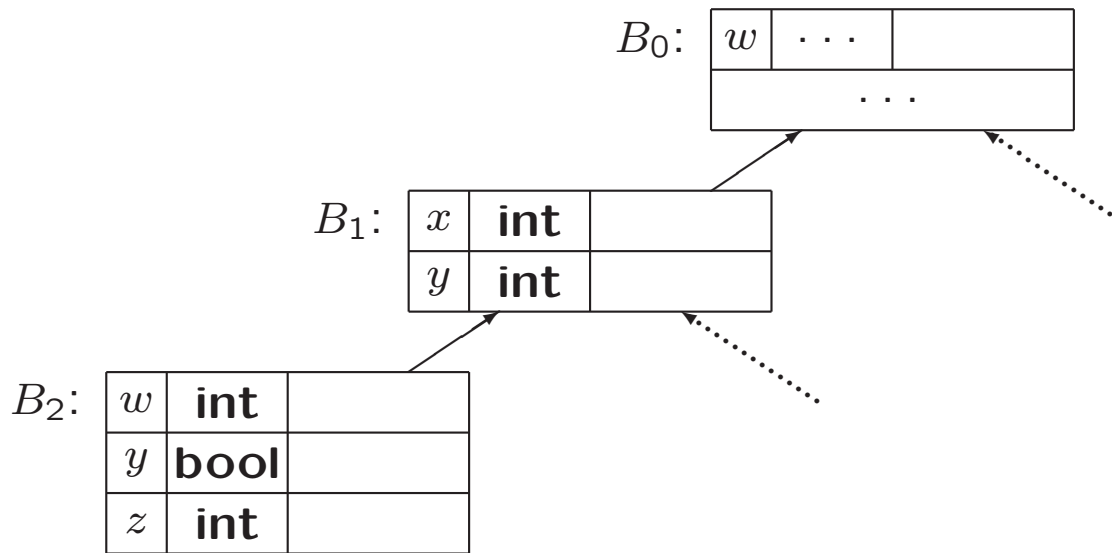 B₀: w · · ·
· · ·
B₁: x int
y int
B₂: w int
y bool
z int